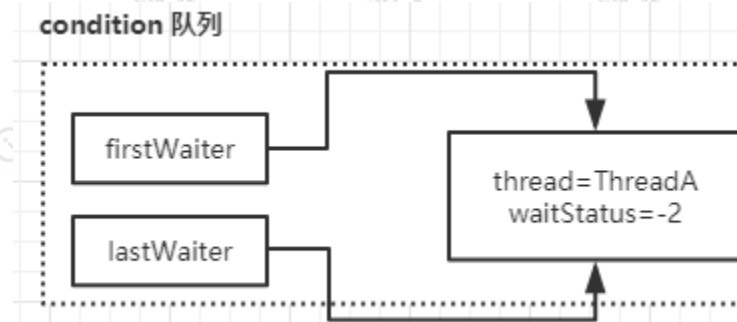 condition 队列
firstWaiter
thread=ThreadA
waitStatus=-2
lastWaiter